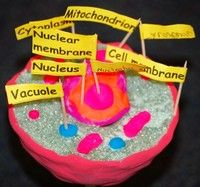 Mitochondrion
Cytoplasm
Nuclear
membrane
Cell membrane
Nucleus
Vacuole